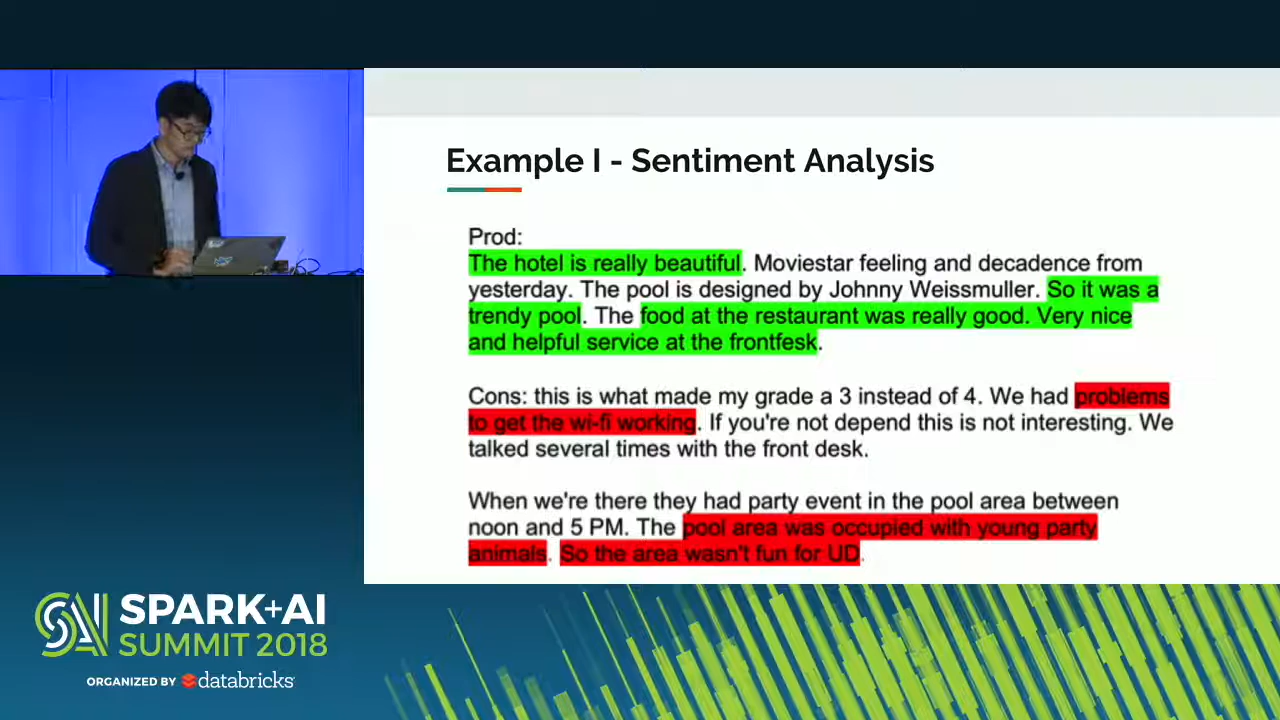 Example I - Sentiment Analysis
Prod:
The hotel is really beautiful. Moviestar feeling and decadence from
yesterday. The pool is designed by Johnny Weissmuller. So it was a
trendy pool. The food at the restaurant was really good. Very nice
and helpful service at the frontfesk.
Cons: this is what made my grade a 3 instead of 4. We had problems
to get the wi-fi working. If you're not depend this is not interesting. We
talked several times with the front desk.
When we're there they had party event in the pool area between
noon and 5 PM. The pool area was occupied with young party
animals. So the area wasn't fun for UD.
SAI SPARK+AI
SUMMIT 2018
ORGANIZED BY databricks